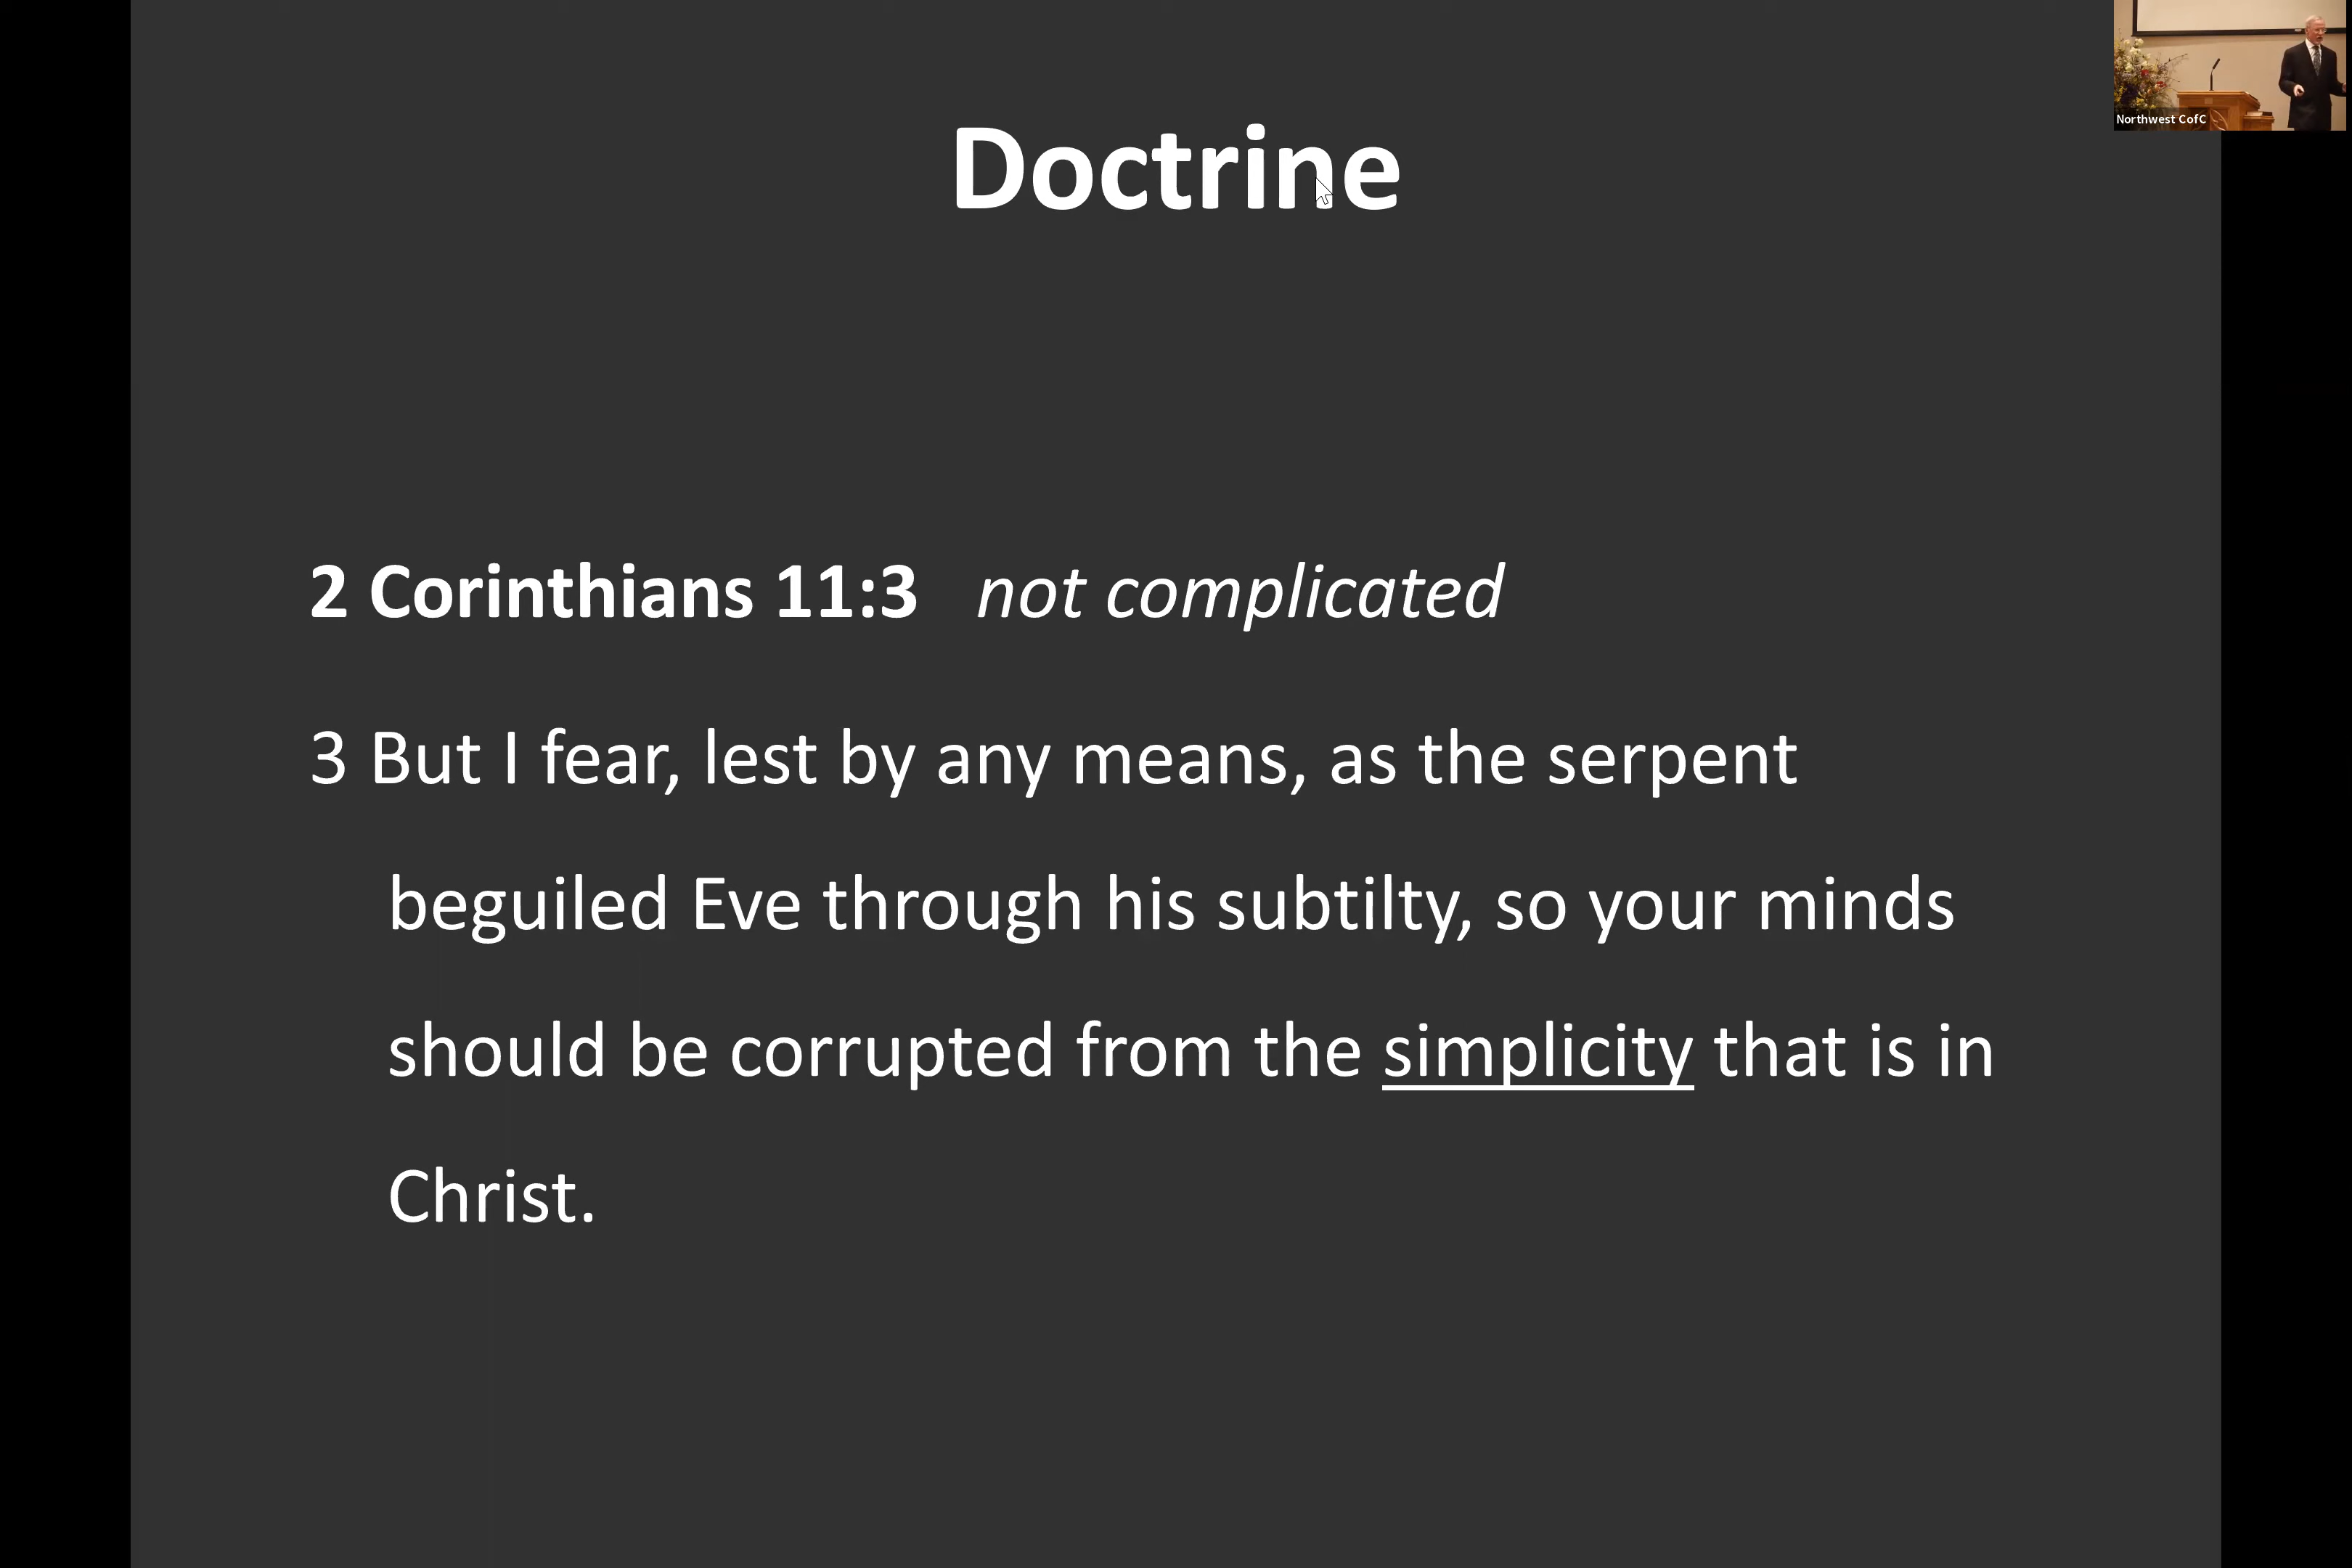 Doctrine
Northwest CofC
2 Corinthians 11:3 not complicated
3 But I fear, lest by any means, as the serpent
beguiled Eve through his subtilty, so your minds
should be corrupted from the simplicity that is in
Christ.